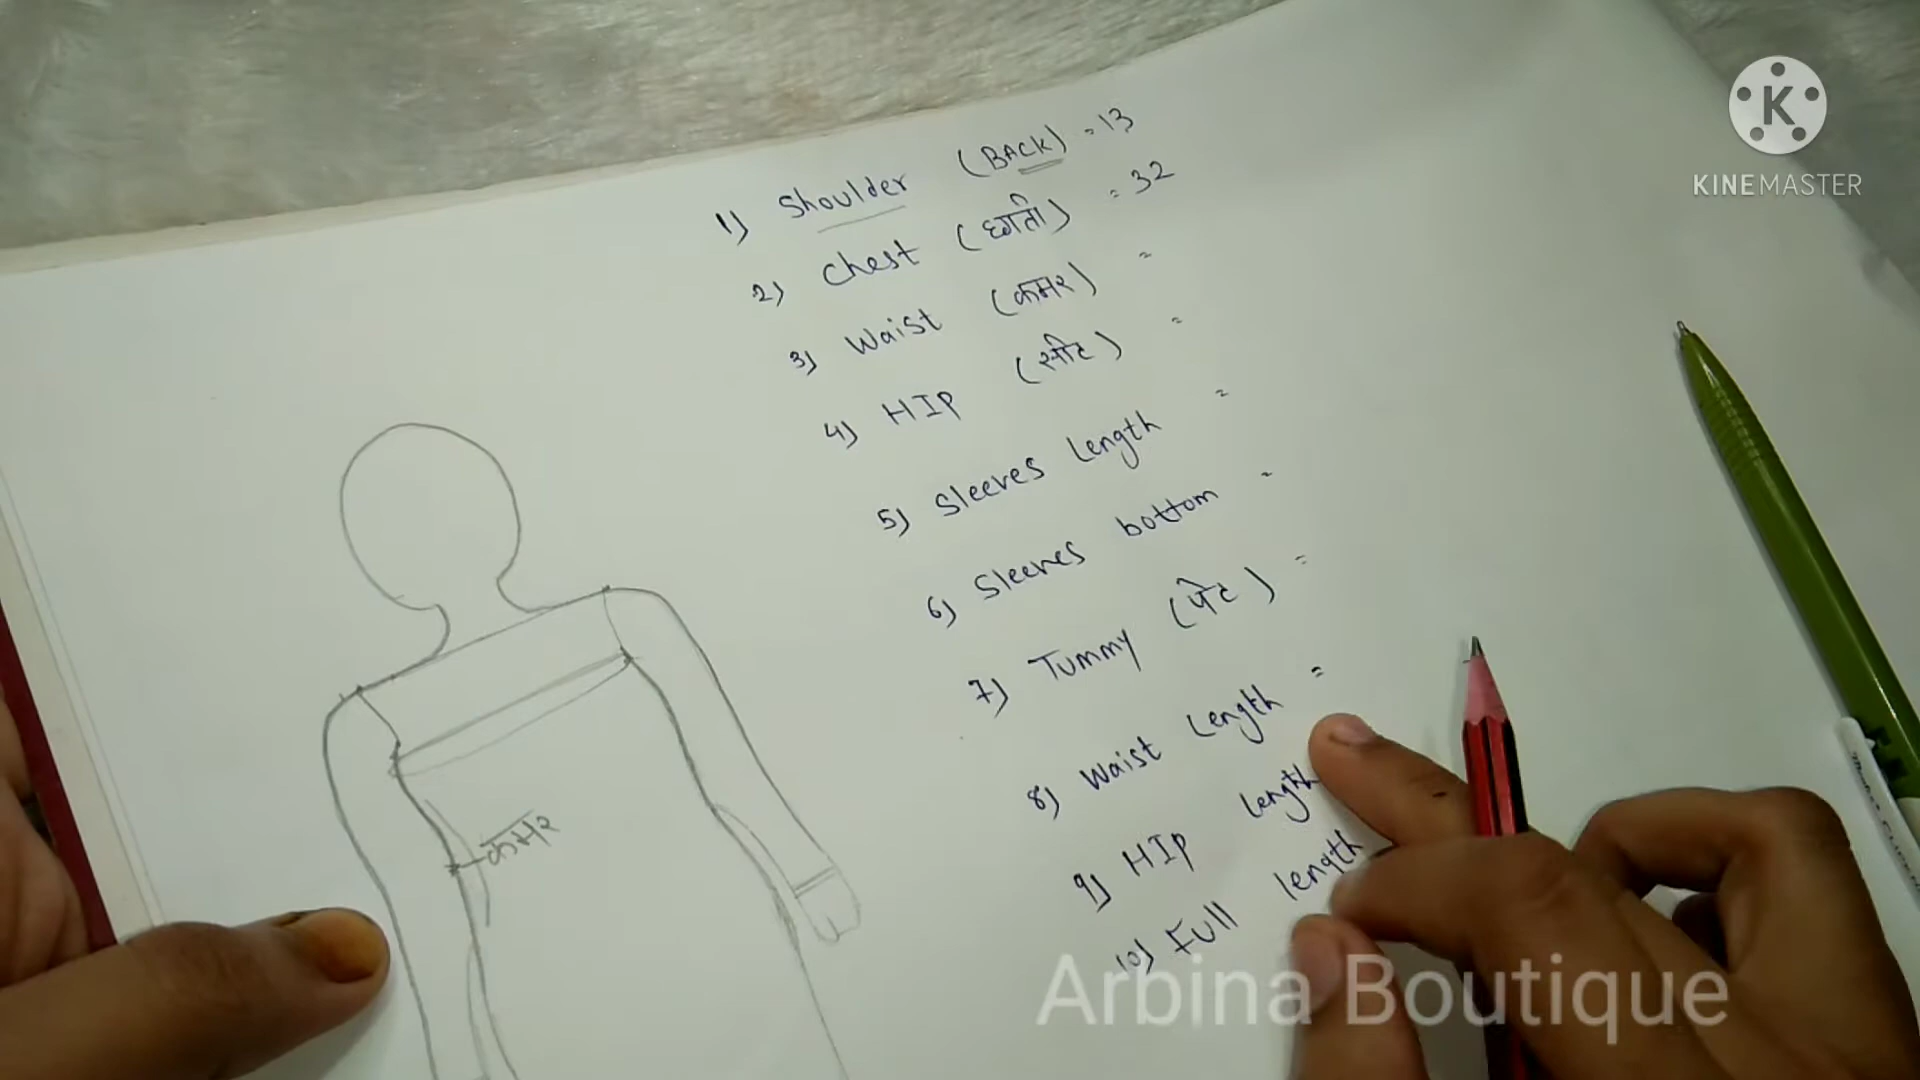 1) Shoulder (BACK) = 13
2) Chest (छाती) = 32
3) Waist (कमर) =
4) HIP (सीट) =
5) Sleeves Length =
6) Sleeves bottom =
7) Tummy (पेट) =
8) Waist Length =
9) HIP Length
10) Full length
कमर
KINEMASTER
Arbina Boutique